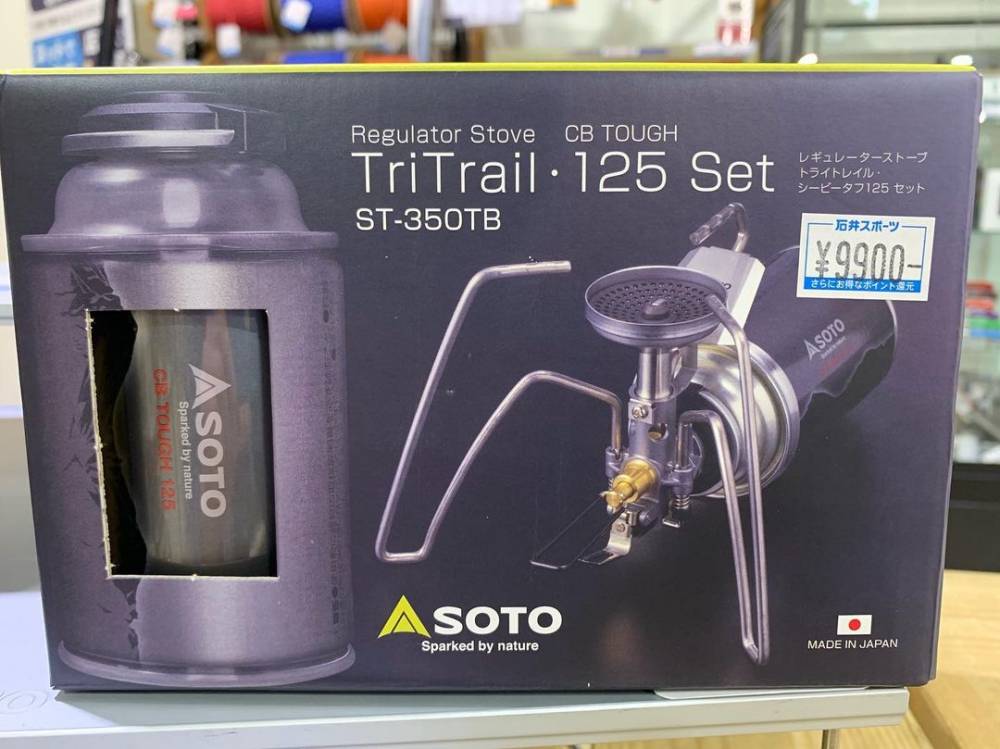 Regulator Stove CB TOUGH
TriTrail・125 Set
ST-350TB
レギュレーターストーブ
トライトレイル・
シービータフ125 セット
石井スポーツ
¥9900-
さらにお得なポイント還元
SOTO
Sparked by nature
CB TOUGH 125
SOTO
SOTO
Sparked by nature
MADE IN JAPAN